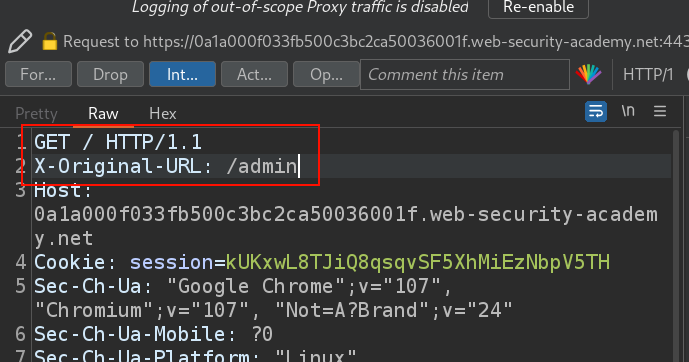 Logging of out-of-scope Proxy traffic is disabled Re-enable
Request to https://0a1a000f033fb500c3bc2ca50036001f.web-security-academy.net:443
For... Drop Int... Act... Op... Comment this item HTTP/1
Pretty Raw Hex \n
1 GET / HTTP/1.1
2 X-Original-URL: /admin
3 Host:
0a1a000f033fb500c3bc2ca50036001f.web-security-academ
y.net
4 Cookie: session=kUKxwL8TJiQ8qsqvSF5XhMiEzNbpV5TH
5 Sec-Ch-Ua: "Google Chrome";v="107",
"Chromium";v="107", "Not=A?Brand";v="24"
6 Sec-Ch-Ua-Mobile: ?0
7 Sec-Ch-Ua-Platform: "Linux"